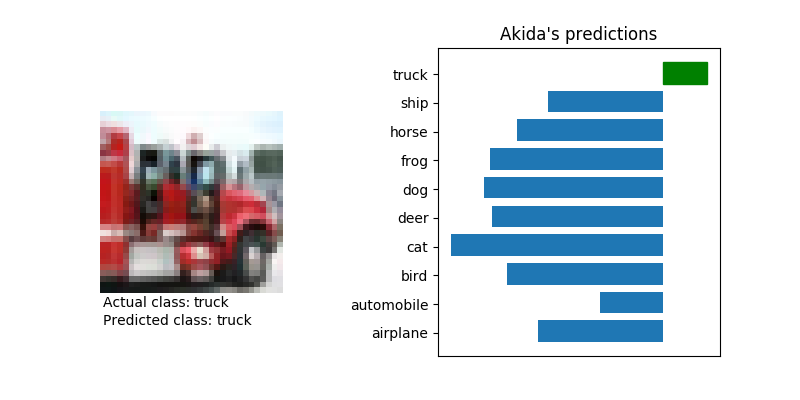 Akida's predictions
truck
ship
horse
frog
dog
deer
cat
bird
automobile
airplane
Actual class: truck
Predicted class: truck